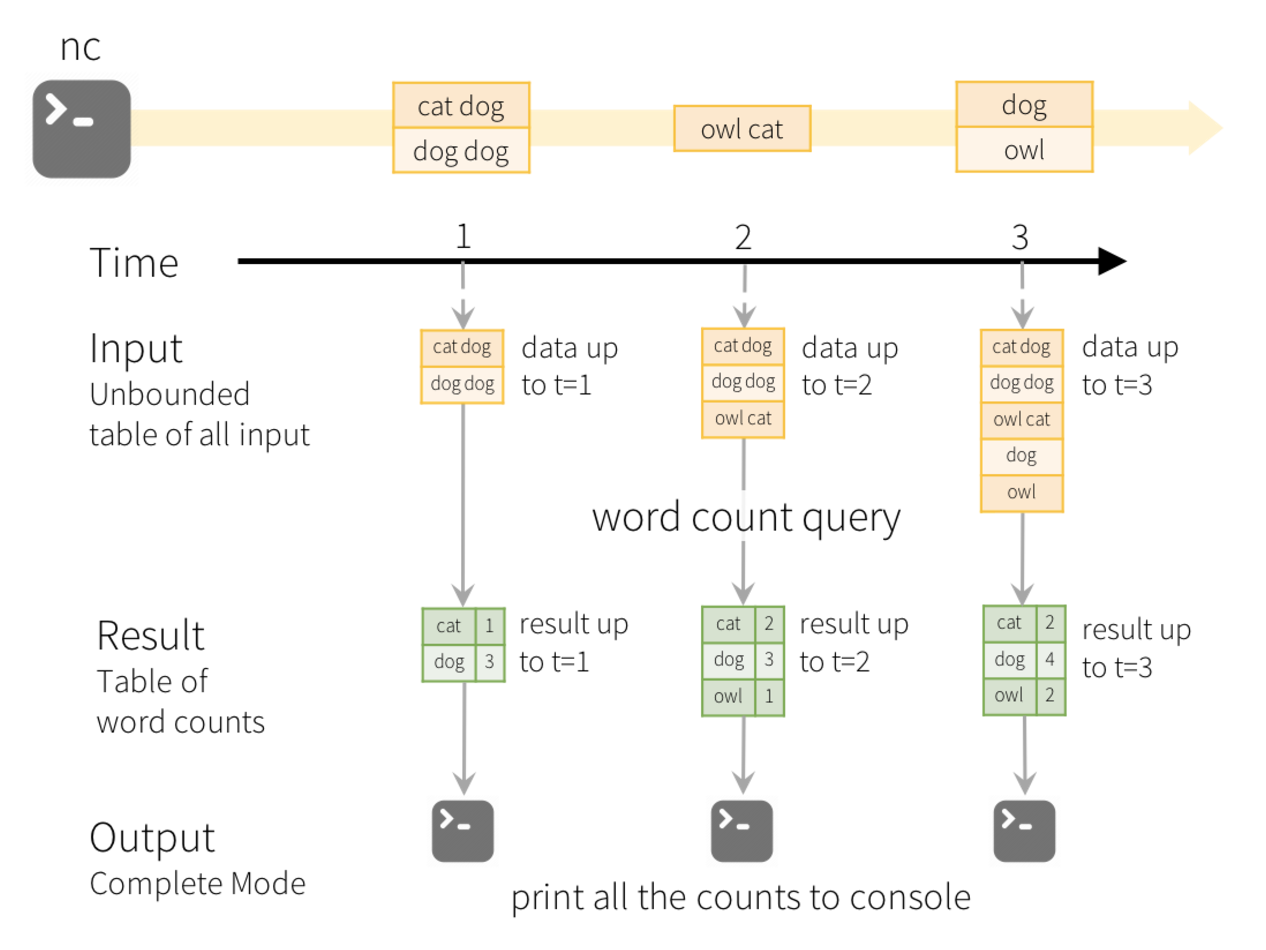 nc
cat dog
dog dog
owl cat
dog
owl
Time
1
2
3
Input
Unbounded
table of all input
cat dog
dog dog
data up
to t=1
cat dog
dog dog
owl cat
data up
to t=2
cat dog
dog dog
owl cat
dog
owl
data up
to t=3
word count query
Result
Table of
word counts
cat 1
dog 3
result up
to t=1
cat 2
dog 3
owl 1
result up
to t=2
cat 2
dog 4
owl 2
result up
to t=3
Output
Complete Mode
print all the counts to console